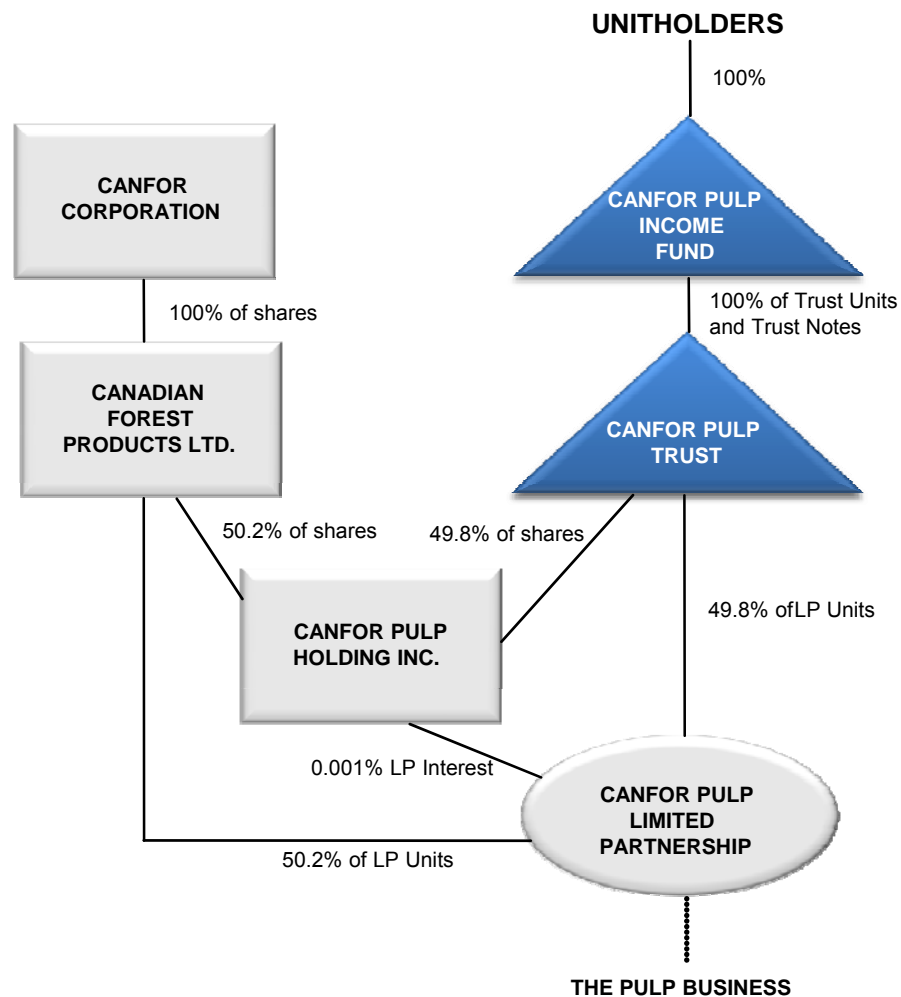 UNITHOLDERS
100%
CANFOR
CORPORATION
CANFOR PULP
INCOME
FUND
100% of shares
100% of Trust Units
and Trust Notes
CANADIAN
FOREST
PRODUCTS LTD.
CANFOR PULP
TRUST
50.2% of shares
49.8% of shares
CANFOR PULP
HOLDING INC.
49.8% ofLP Units
0.001% LP Interest
CANFOR PULP
LIMITED
PARTNERSHIP
50.2% of LP Units
THE PULP BUSINESS